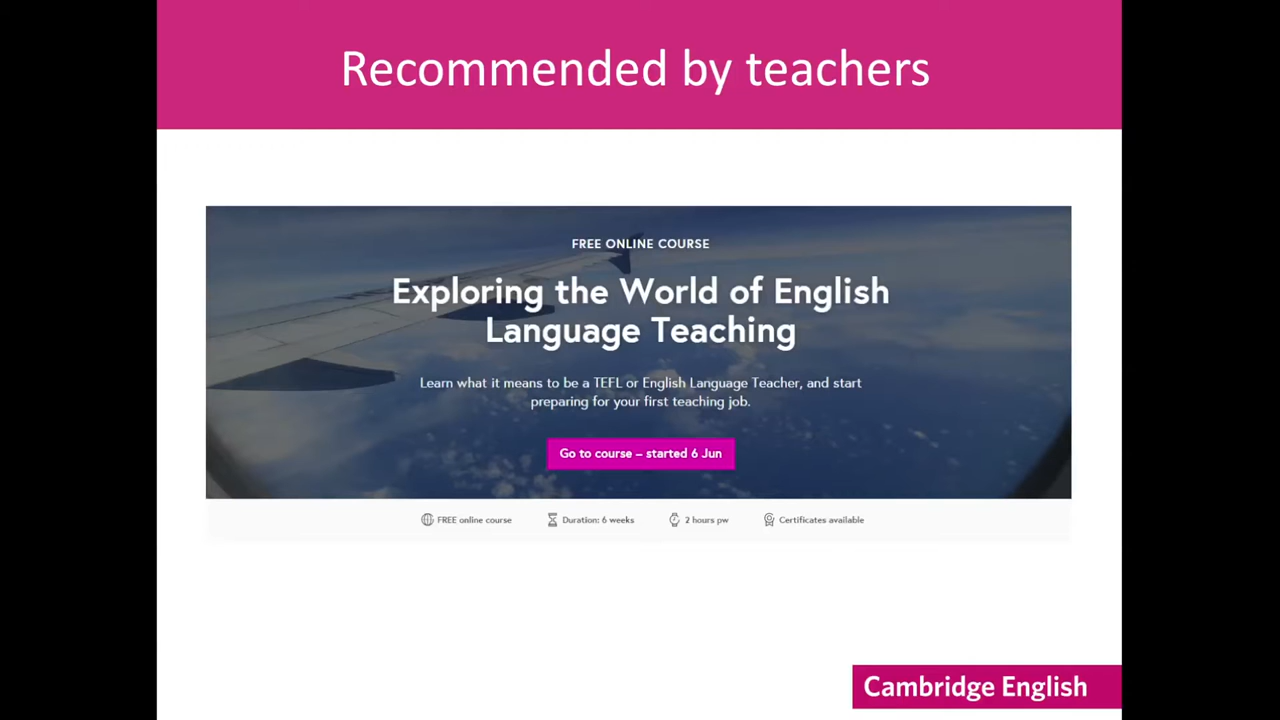 Recommended by teachers
FREE ONLINE COURSE
Exploring the World of English
Language Teaching
Learn what it means to be a TEFL or English Language Teacher, and start
preparing for your first teaching job.
Go to course – started 6 Jun
FREE online course
Duration: 6 weeks
2 hours pw
Certificates available
Cambridge English